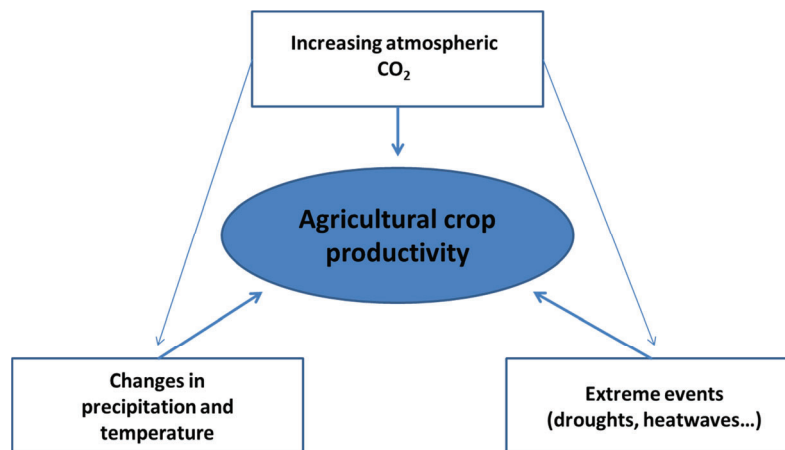 Increasing atmospheric
CO₂
Agricultural crop
productivity
Changes in
precipitation and
temperature
Extreme events
(droughts, heatwaves...)